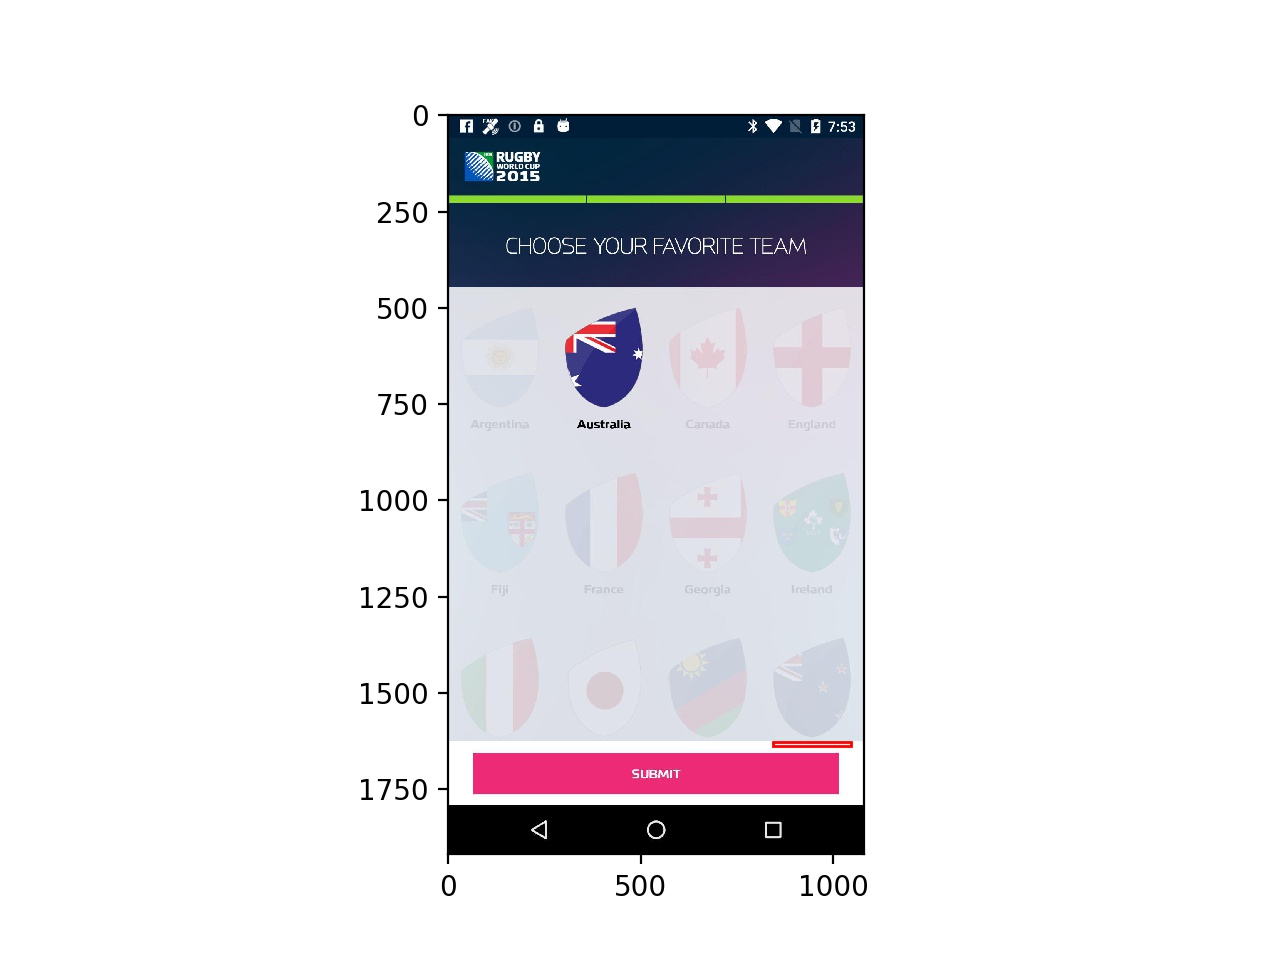 0
250
500
750
1000
1250
1500
1750
0
500
1000
7:53
RUGBY
WORLD CUP
2015
CHOOSE YOUR FAVORITE TEAM
Argentina
Australia
Canada
England
Fiji
France
Georgia
Ireland
SUBMIT